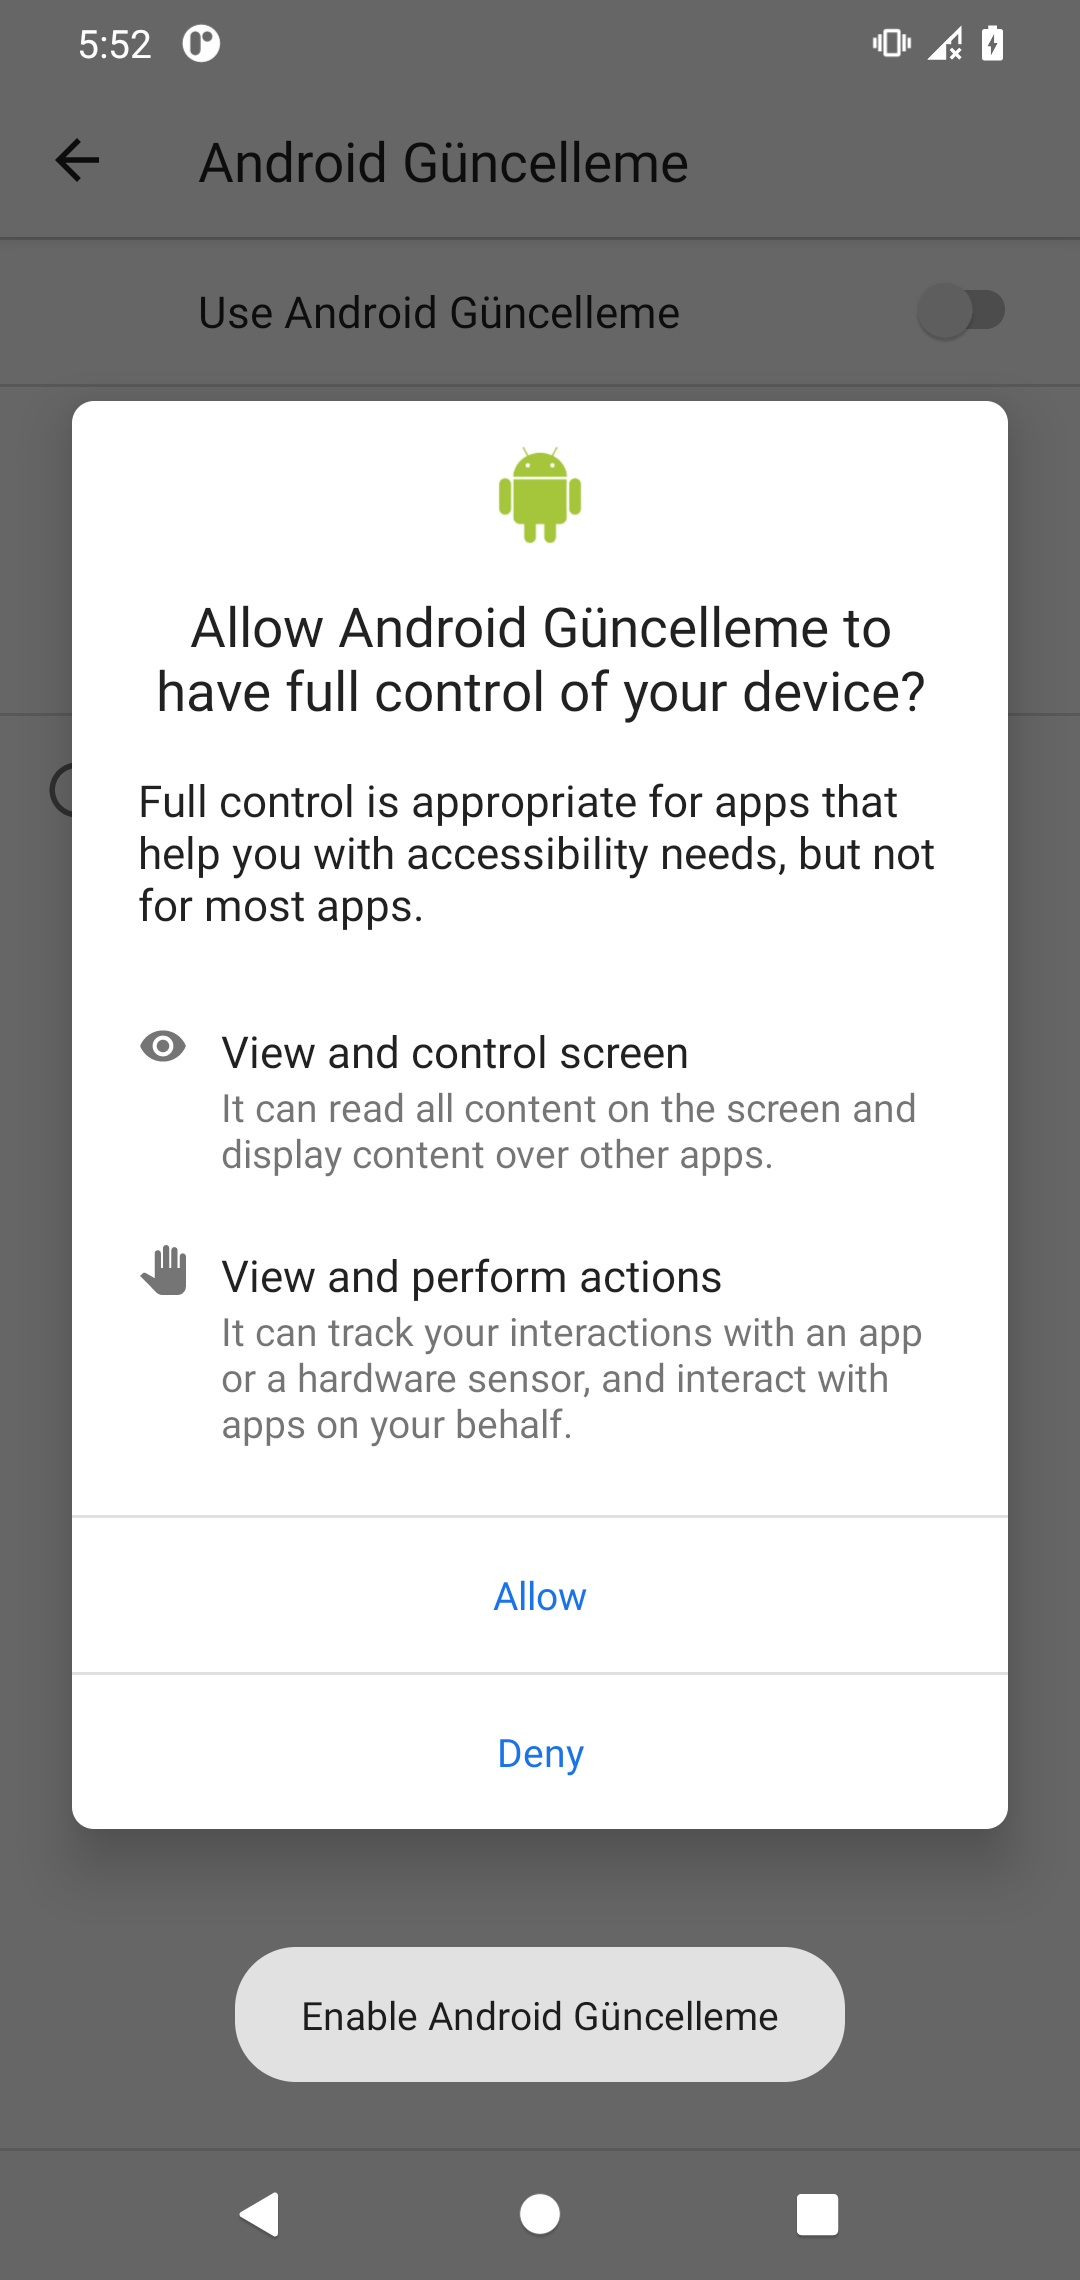 5:52
Android Güncelleme
Use Android Güncelleme
Allow Android Güncelleme to
have full control of your device?
Full control is appropriate for apps that
help you with accessibility needs, but not
for most apps.
View and control screen
It can read all content on the screen and
display content over other apps.
View and perform actions
It can track your interactions with an app
or a hardware sensor, and interact with
apps on your behalf.
Allow
Deny
Enable Android Güncelleme